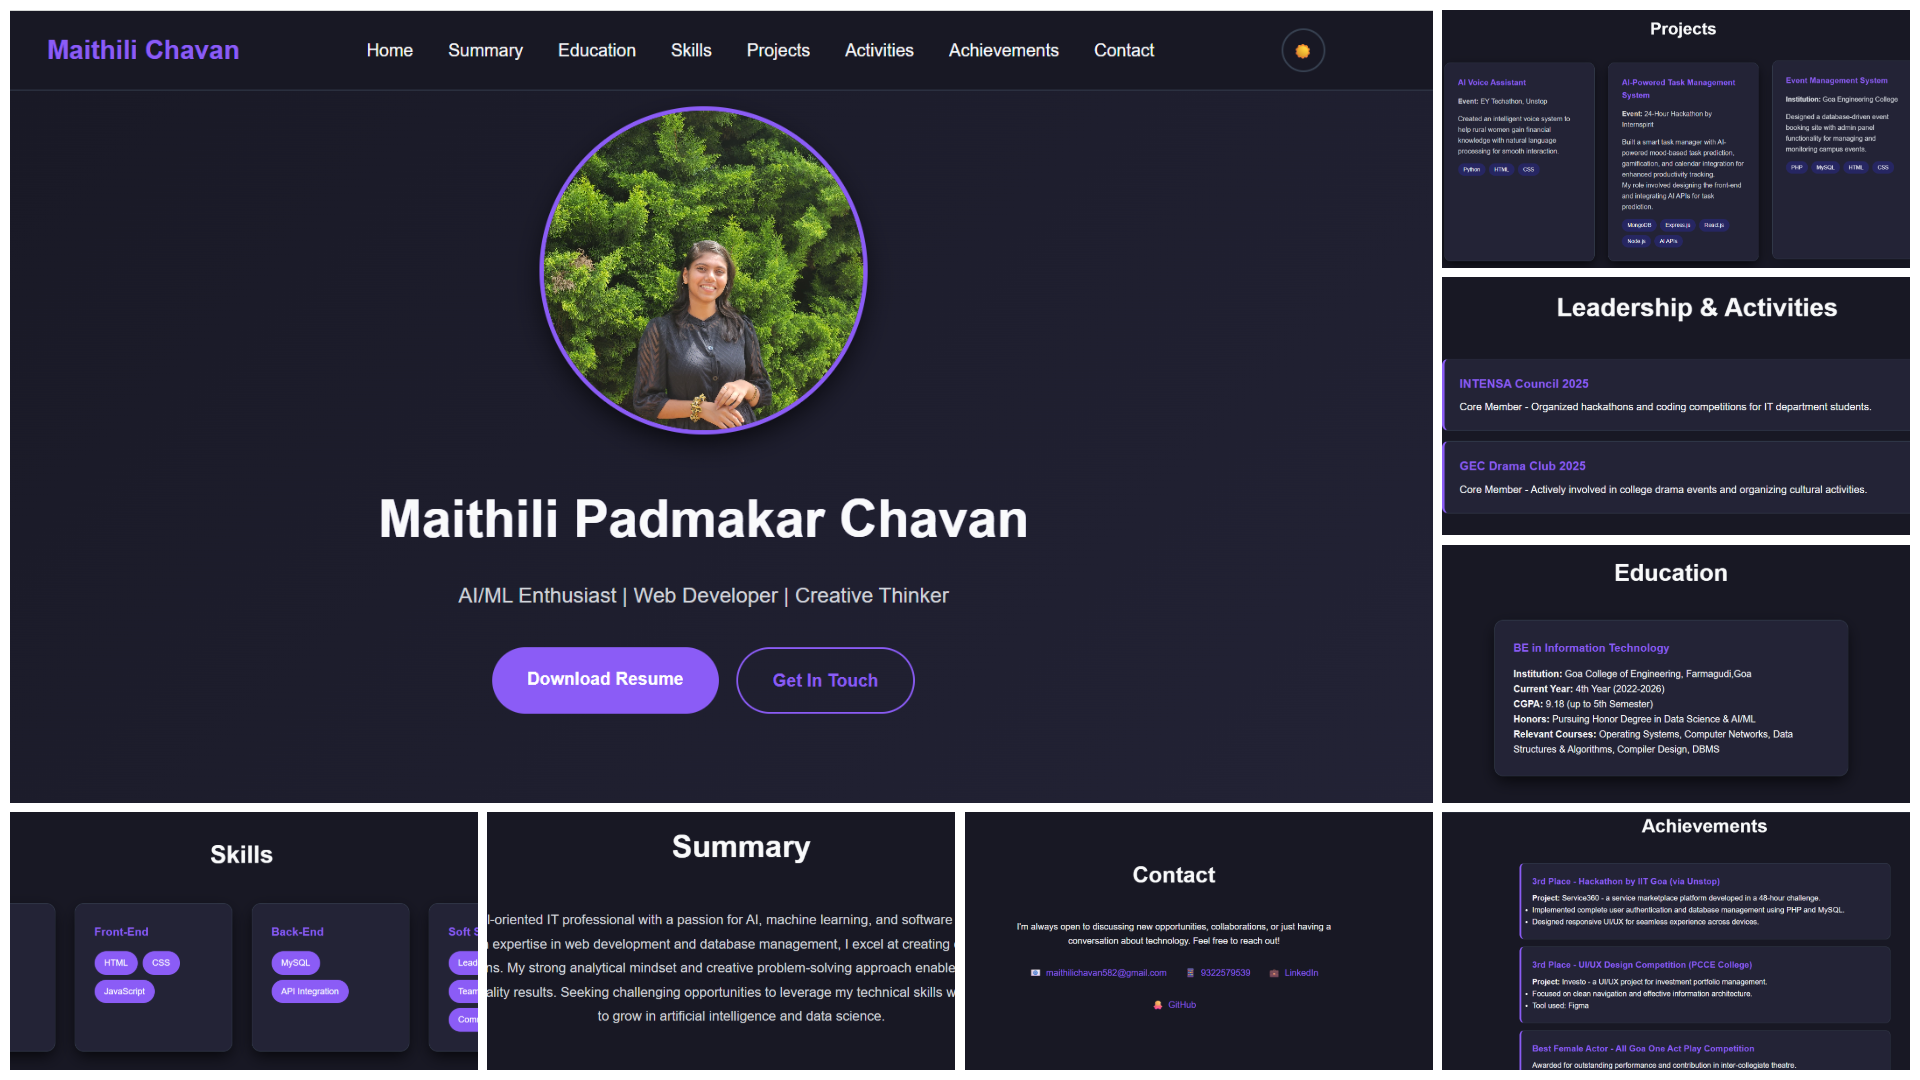 Maithili Chavan
Home Summary Education Skills Projects Activities Achievements Contact
Maithili Padmakar Chavan
AI/ML Enthusiast | Web Developer | Creative Thinker
Download Resume
Get In Touch
Projects
AI Voice Assistant
Event: EY Techathon, Unstop
Created an intelligent voice system to
help rural women gain financial
knowledge with natural language
processing for smooth interaction.
Python HTML CSS
AI-Powered Task Management
System
Event: 24-Hour Hackathon by
Internspirit
Built a smart task manager with AI-
powered mood-based task prediction,
gamification, and calendar integration for
enhanced productivity tracking.
My role involved designing the front-end
and integrating AI APIs for task
prediction.
MongoDB Express.js React.js
Node.js AI APIs
Event Management System
Institution: Goa Engineering College
Designed a database-driven event
booking site with admin panel
functionality for managing and
monitoring campus events.
PHP MySQL HTML CSS
Leadership & Activities
INTENSA Council 2025
Core Member - Organized hackathons and coding competitions for IT department students.
GEC Drama Club 2025
Core Member - Actively involved in college drama events and organizing cultural activities.
Education
BE in Information Technology
Institution: Goa College of Engineering, Farmagudi,Goa
Current Year: 4th Year (2022-2026)
CGPA: 9.18 (up to 5th Semester)
Honors: Pursuing Honor Degree in Data Science & AI/ML
Relevant Courses: Operating Systems, Computer Networks, Data
Structures & Algorithms, Compiler Design, DBMS
Skills
Front-End
HTML CSS
JavaScript
Back-End
MySQL
API Integration
Soft S
Lead
Team
Com
Summary
l-oriented IT professional with a passion for AI, machine learning, and software
expertise in web development and database management, I excel at creating
ns. My strong analytical mindset and creative problem-solving approach enable
ality results. Seeking challenging opportunities to leverage my technical skills w
to grow in artificial intelligence and data science.
Contact
I'm always open to discussing new opportunities, collaborations, or just having a
conversation about technology. Feel free to reach out!
maithilichavan582@gmail.com 9322579539 LinkedIn
GitHub
Achievements
3rd Place - Hackathon by IIT Goa (via Unstop)
Project: Service360 - a service marketplace platform developed in a 48-hour challenge.
• Implemented complete user authentication and database management using PHP and MySQL.
• Designed responsive UI/UX for seamless experience across devices.
3rd Place - UI/UX Design Competition (PCCE College)
Project: Investo - a UI/UX project for investment portfolio management.
• Focused on clean navigation and effective information architecture.
• Tool used: Figma
Best Female Actor - All Goa One Act Play Competition
Awarded for outstanding performance and contribution in inter-collegiate theatre.